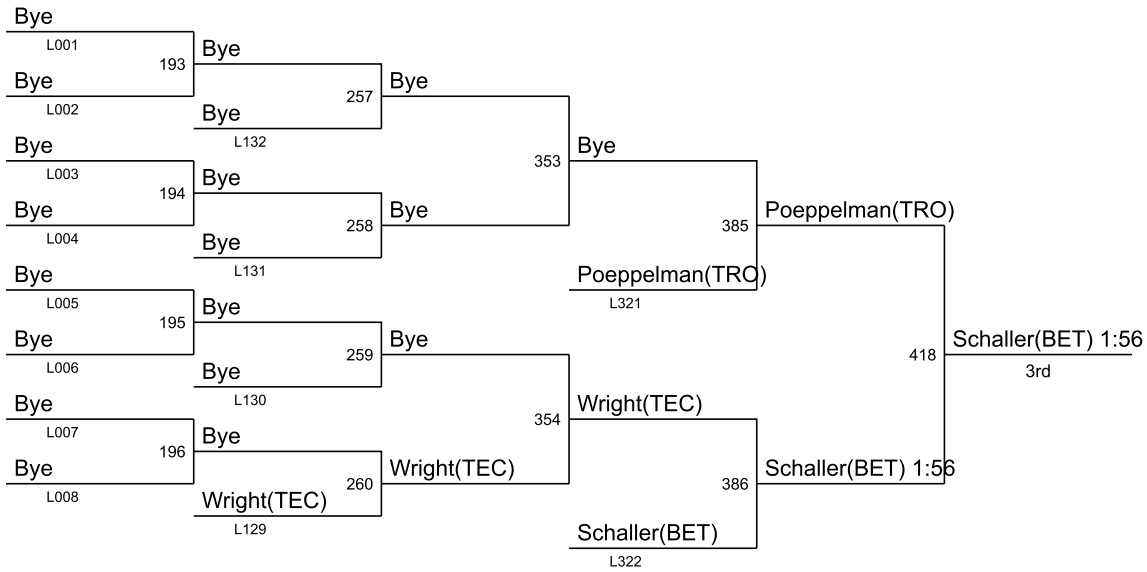 Bye
L001
193
Bye
Bye
L002
257
Bye
Bye
L132
Bye
L003
353
Bye
194
Bye
Bye
L004
258
Bye
385
Poeppelman(TRO)
Bye
L131
Poeppelman(TRO)
L321
Bye
L005
195
Bye
Bye
L006
259
Bye
418
Schaller(BET) 1:56
3rd
Bye
L130
Bye
L007
354
Wright(TEC)
196
Bye
Bye
L008
260
Wright(TEC)
386
Schaller(BET) 1:56
Wright(TEC)
L129
Schaller(BET)
L322